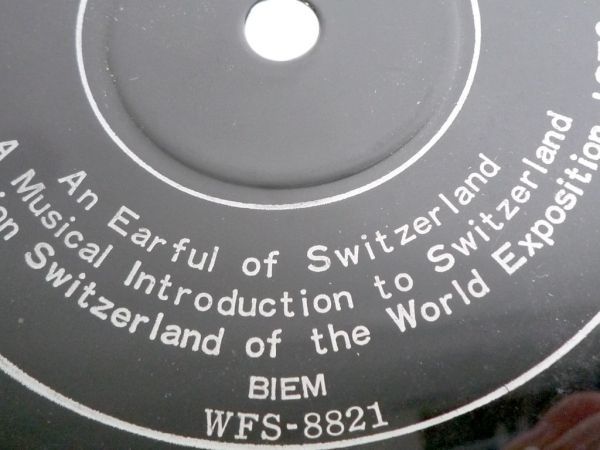 An Earful of Switzerland
A Musical Introduction to Switzerland
Switzerland of the World Exposition
BIEM
WFS-8821